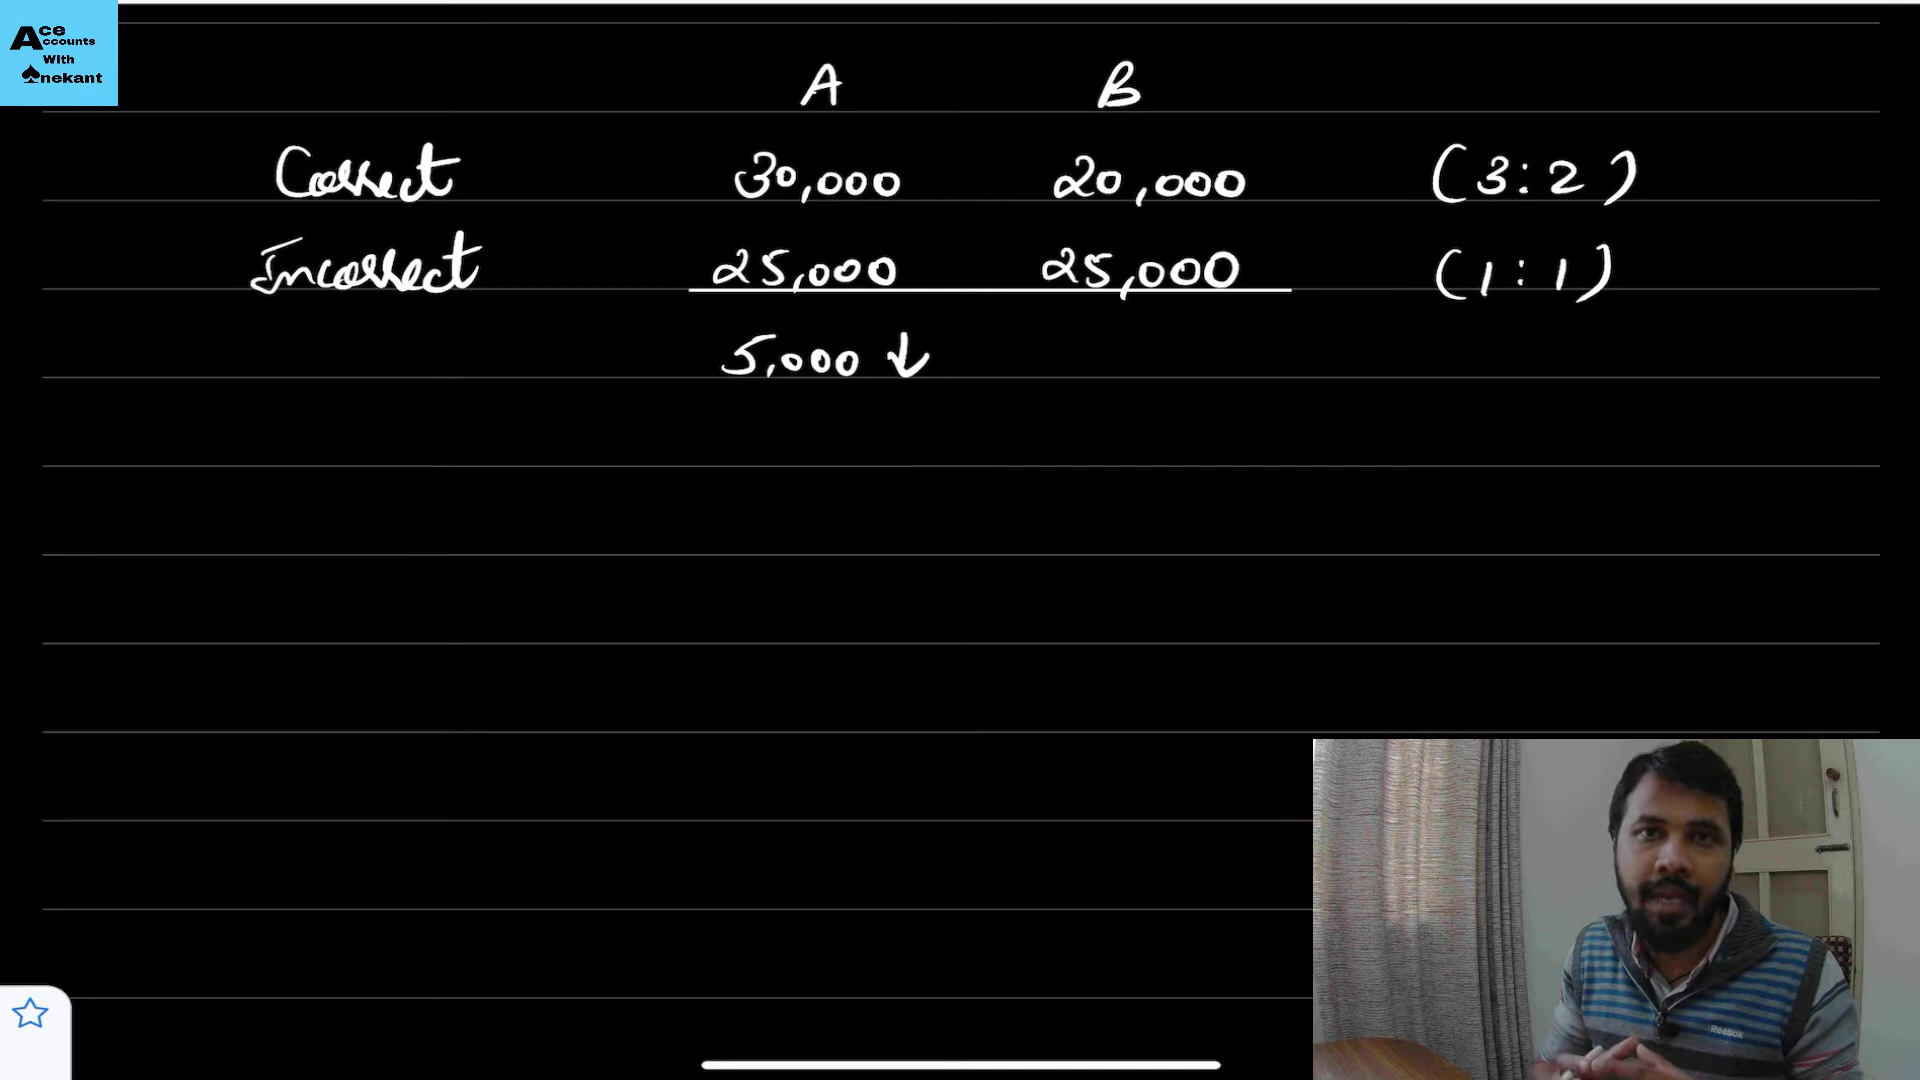 Ace
Accounts
With
Anekant
A B
Correct 30,000 20,000 (3:2)
Incorrect 25,000 25,000 (1:1)
5,000 ↓
Reebok